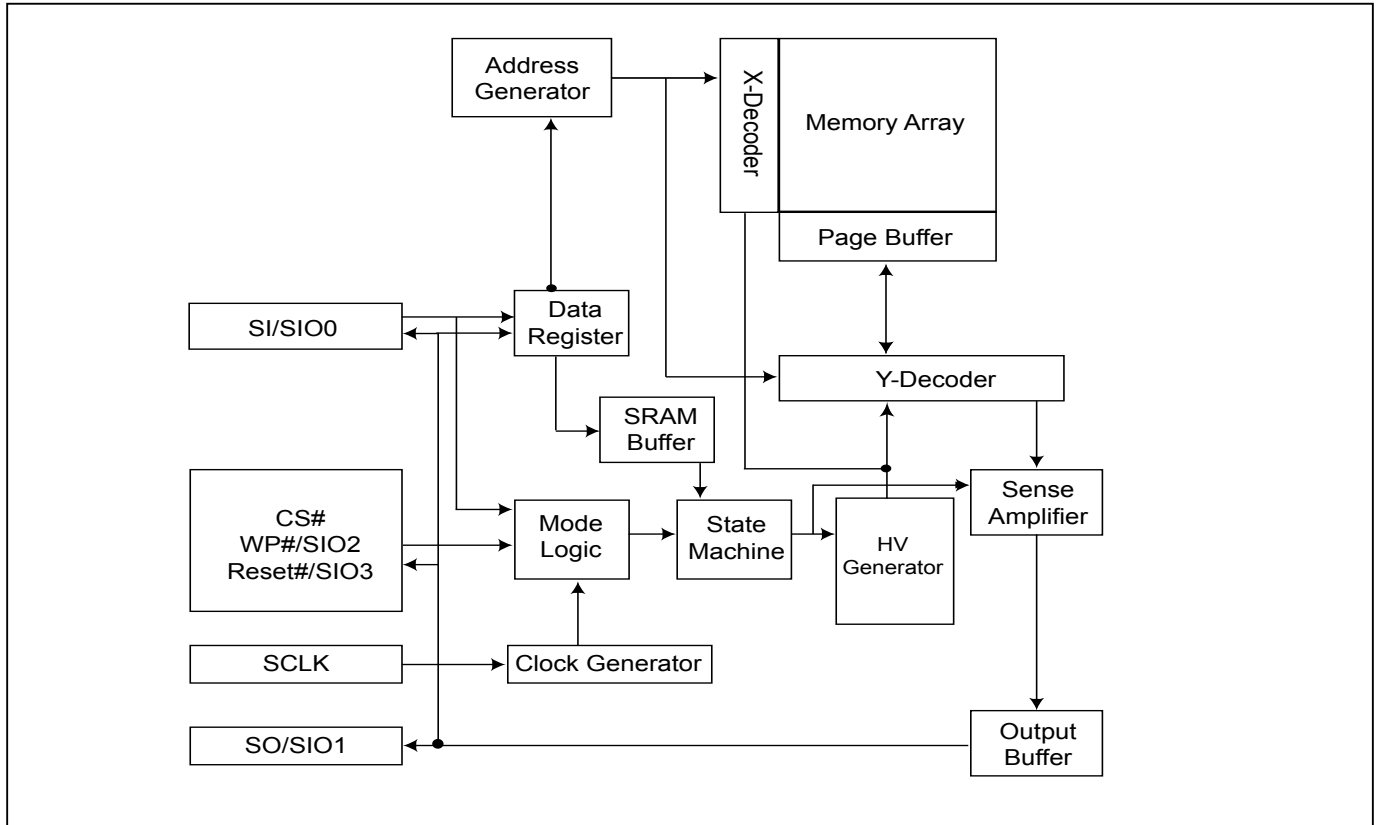 Address
Generator
X-Decoder
Memory Array
Page Buffer
SI/SIO0
Data
Register
Y-Decoder
SRAM
Buffer
CS#
WP#/SIO2
Reset#/SIO3
Mode
Logic
State
Machine
HV
Generator
Sense
Amplifier
SCLK
Clock Generator
SO/SIO1
Output
Buffer